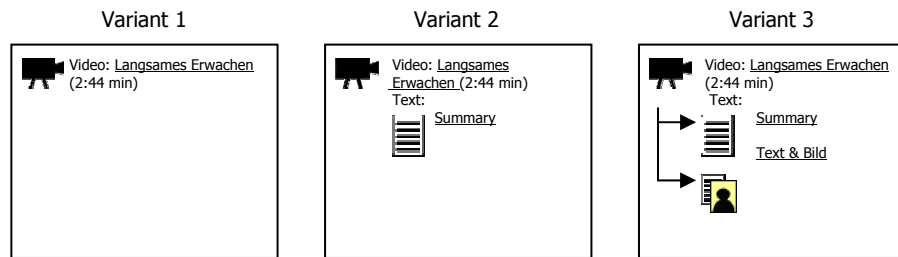 Variant 1
Video: Langsames Erwachen
(2:44 min)
Variant 2
Video: Langsames
Erwachen (2:44 min)
Text:
Summary
Variant 3
Video: Langsames Erwachen
(2:44 min)
Text:
Summary
Text & Bild